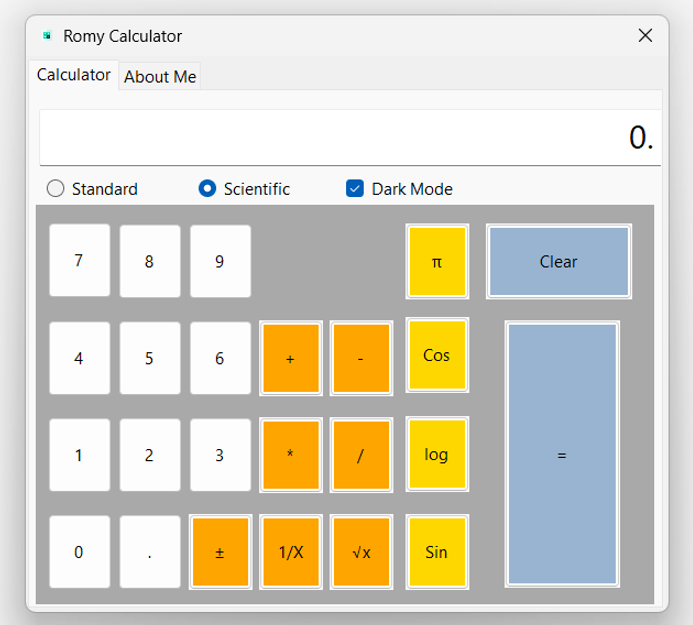 Romy Calculator
Calculator About Me
0.
Standard Scientific Dark Mode
7 8 9 π Clear
4 5 6 + - Cos
1 2 3 * / log =
0 . ± 1/X √x Sin